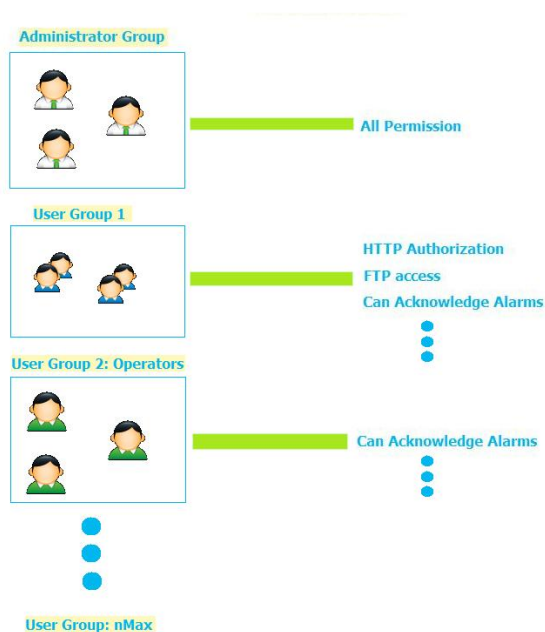 Administrator Group
All Permission
User Group 1
HTTP Authorization
FTP access
Can Acknowledge Alarms
User Group 2: Operators
Can Acknowledge Alarms
User Group: nMax